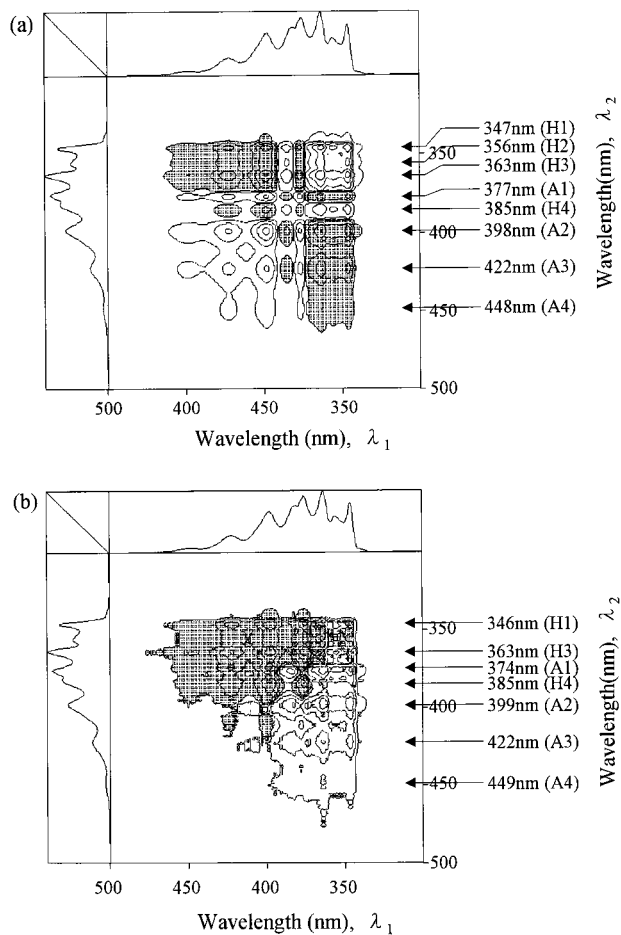 (a)
347nm (H1)
350
356nm (H2)
363nm (H3)
377nm (A1)
385nm (H4)
400
398nm (A2)
422nm (A3)
450
448nm (A4)
500
Wavelength(nm), λ2
500 400 450 350
Wavelength (nm), λ1
(b)
350
346nm (H1)
363nm (H3)
374nm (A1)
385nm (H4)
400
399nm (A2)
422nm (A3)
450
449nm (A4)
500
Wavelength(nm), λ2
500 450 400 350
Wavelength (nm), λ1